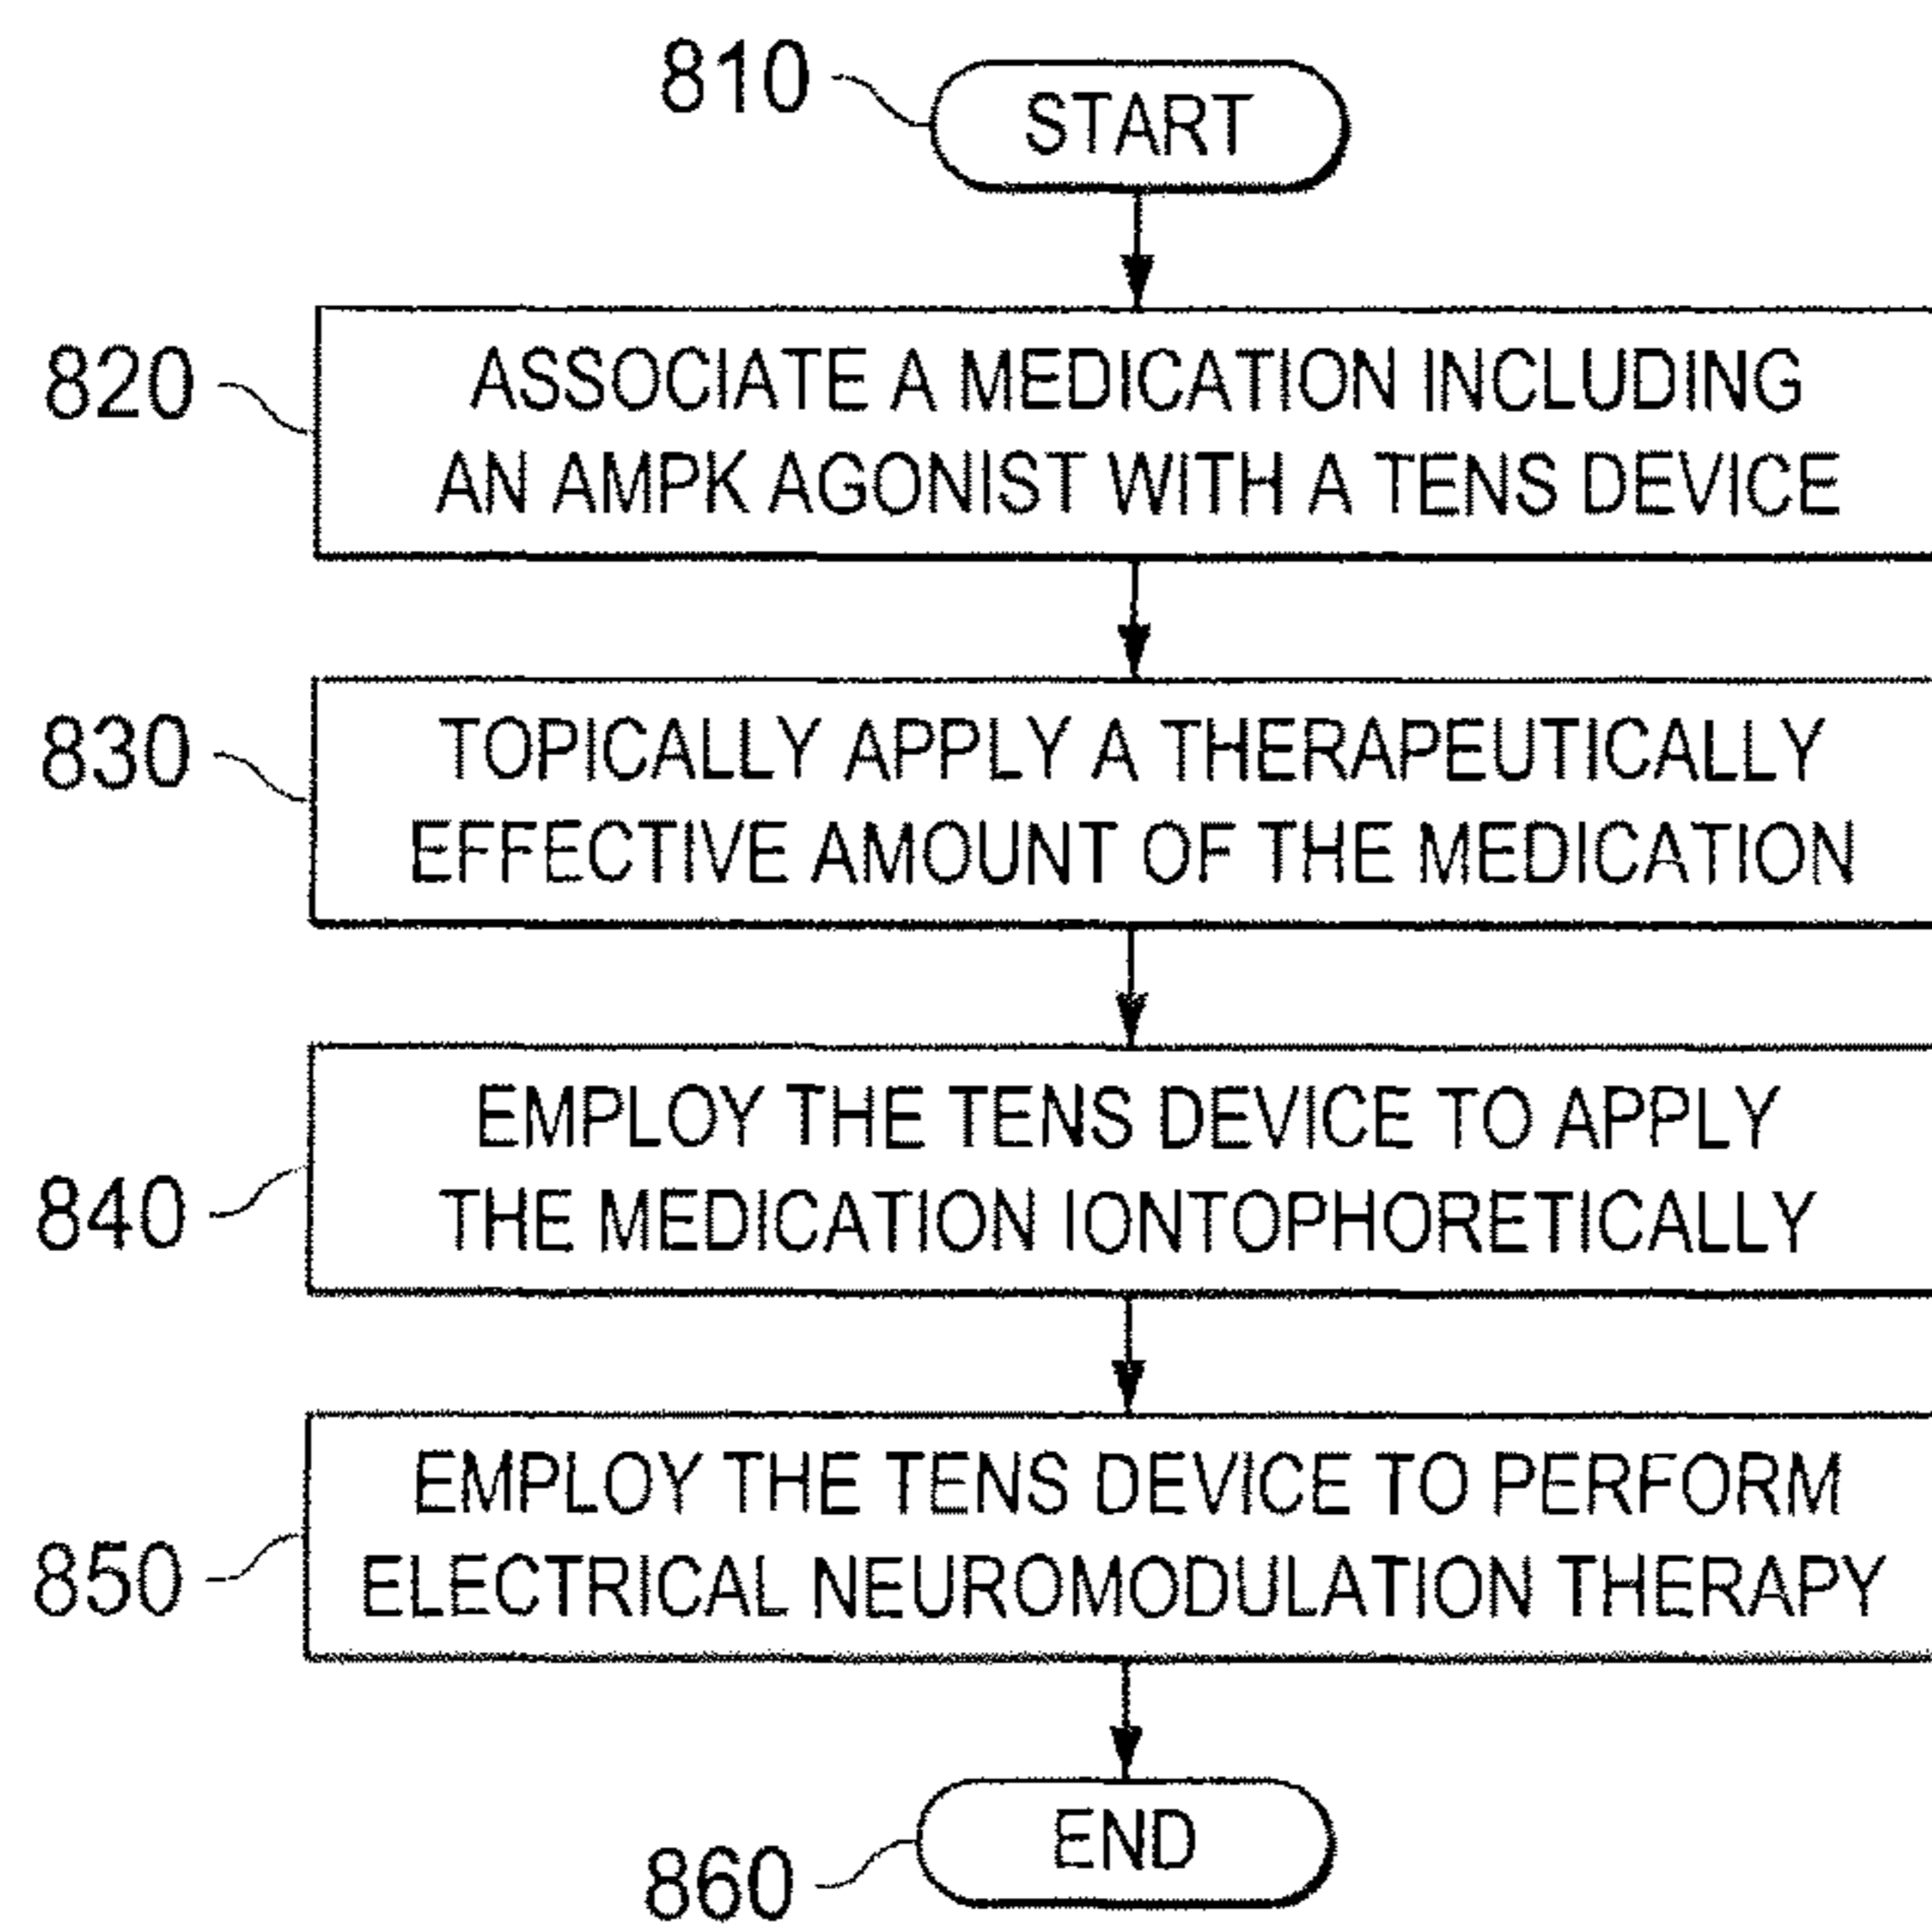 810
START
820
ASSOCIATE A MEDICATION INCLUDING
AN AMPK AGONIST WITH A TENS DEVICE
830
TOPICALLY APPLY A THERAPEUTICALLY
EFFECTIVE AMOUNT OF THE MEDICATION
840
EMPLOY THE TENS DEVICE TO APPLY
THE MEDICATION IONTOPHORETICALLY
850
EMPLOY THE TENS DEVICE TO PERFORM
ELECTRICAL NEUROMODULATION THERAPY
860
END